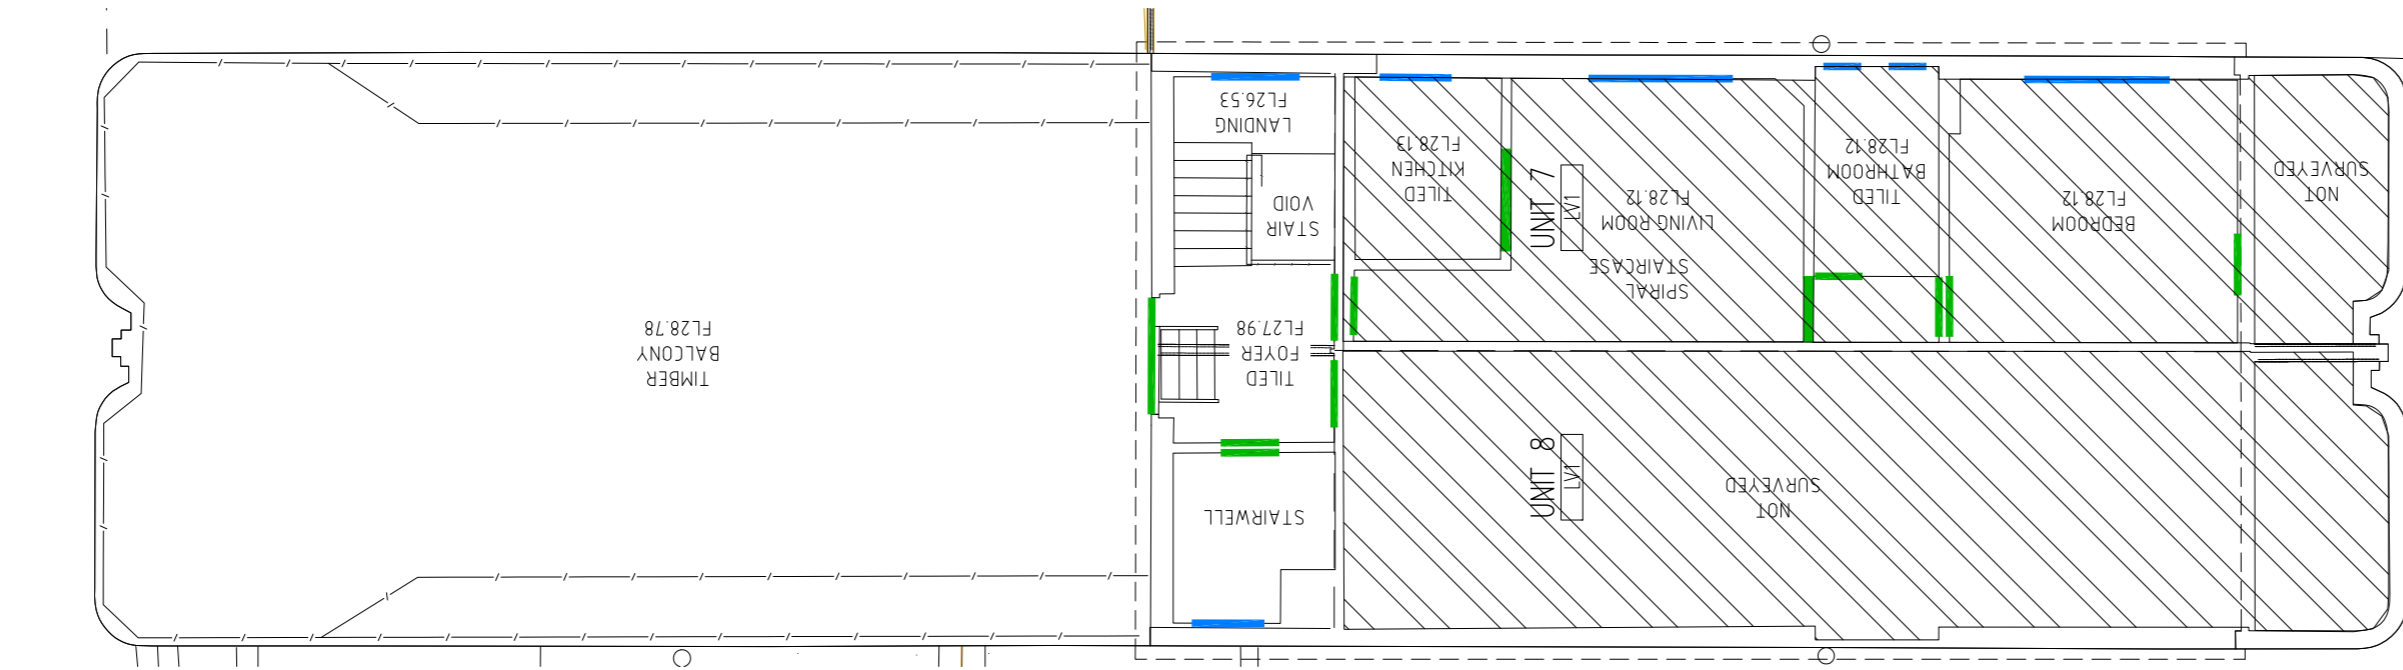 TIMBER
BALCONY
FL28.78
LANDING
FL26.53
STAIR
VOID
TILED
FOYER
FL27.98
STAIRWELL
TILED
KITCHEN
FL28.13
UNIT 7
LV1
LIVING ROOM
FL28.12
SPIRAL
STAIRCASE
TILED
BATHROOM
FL28.12
BEDROOM
FL28.12
NOT
SURVEYED
UNIT 8
LV1
NOT
SURVEYED